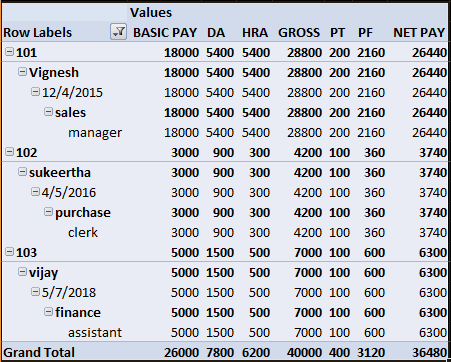 Values
Row Labels BASIC PAY DA HRA GROSS PT PF NET PAY
101 18000 5400 5400 28800 200 2160 26440
Vignesh 18000 5400 5400 28800 200 2160 26440
12/4/2015 18000 5400 5400 28800 200 2160 26440
sales 18000 5400 5400 28800 200 2160 26440
manager 18000 5400 5400 28800 200 2160 26440
102 3000 900 300 4200 100 360 3740
sukeertha 3000 900 300 4200 100 360 3740
4/5/2016 3000 900 300 4200 100 360 3740
purchase 3000 900 300 4200 100 360 3740
clerk 3000 900 300 4200 100 360 3740
103 5000 1500 500 7000 100 600 6300
vijay 5000 1500 500 7000 100 600 6300
5/7/2018 5000 1500 500 7000 100 600 6300
finance 5000 1500 500 7000 100 600 6300
assistant 5000 1500 500 7000 100 600 6300
Grand Total 26000 7800 6200 40000 400 3120 36480